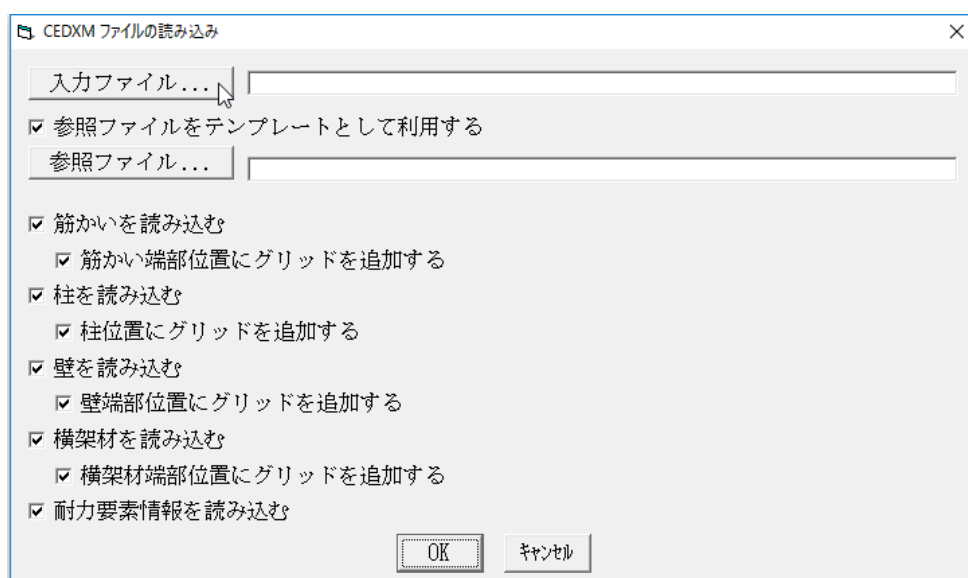 CEDXM ファイルの読み込み
入力ファイル...
参照ファイルをテンプレートとして利用する
参照ファイル...
筋かいを読み込む
筋かい端部位置にグリッドを追加する
柱を読み込む
柱位置にグリッドを追加する
壁を読み込む
壁端部位置にグリッドを追加する
横架材を読み込む
横架材端部位置にグリッドを追加する
耐力要素情報を読み込む
OK ｷｬﾝｾﾙ